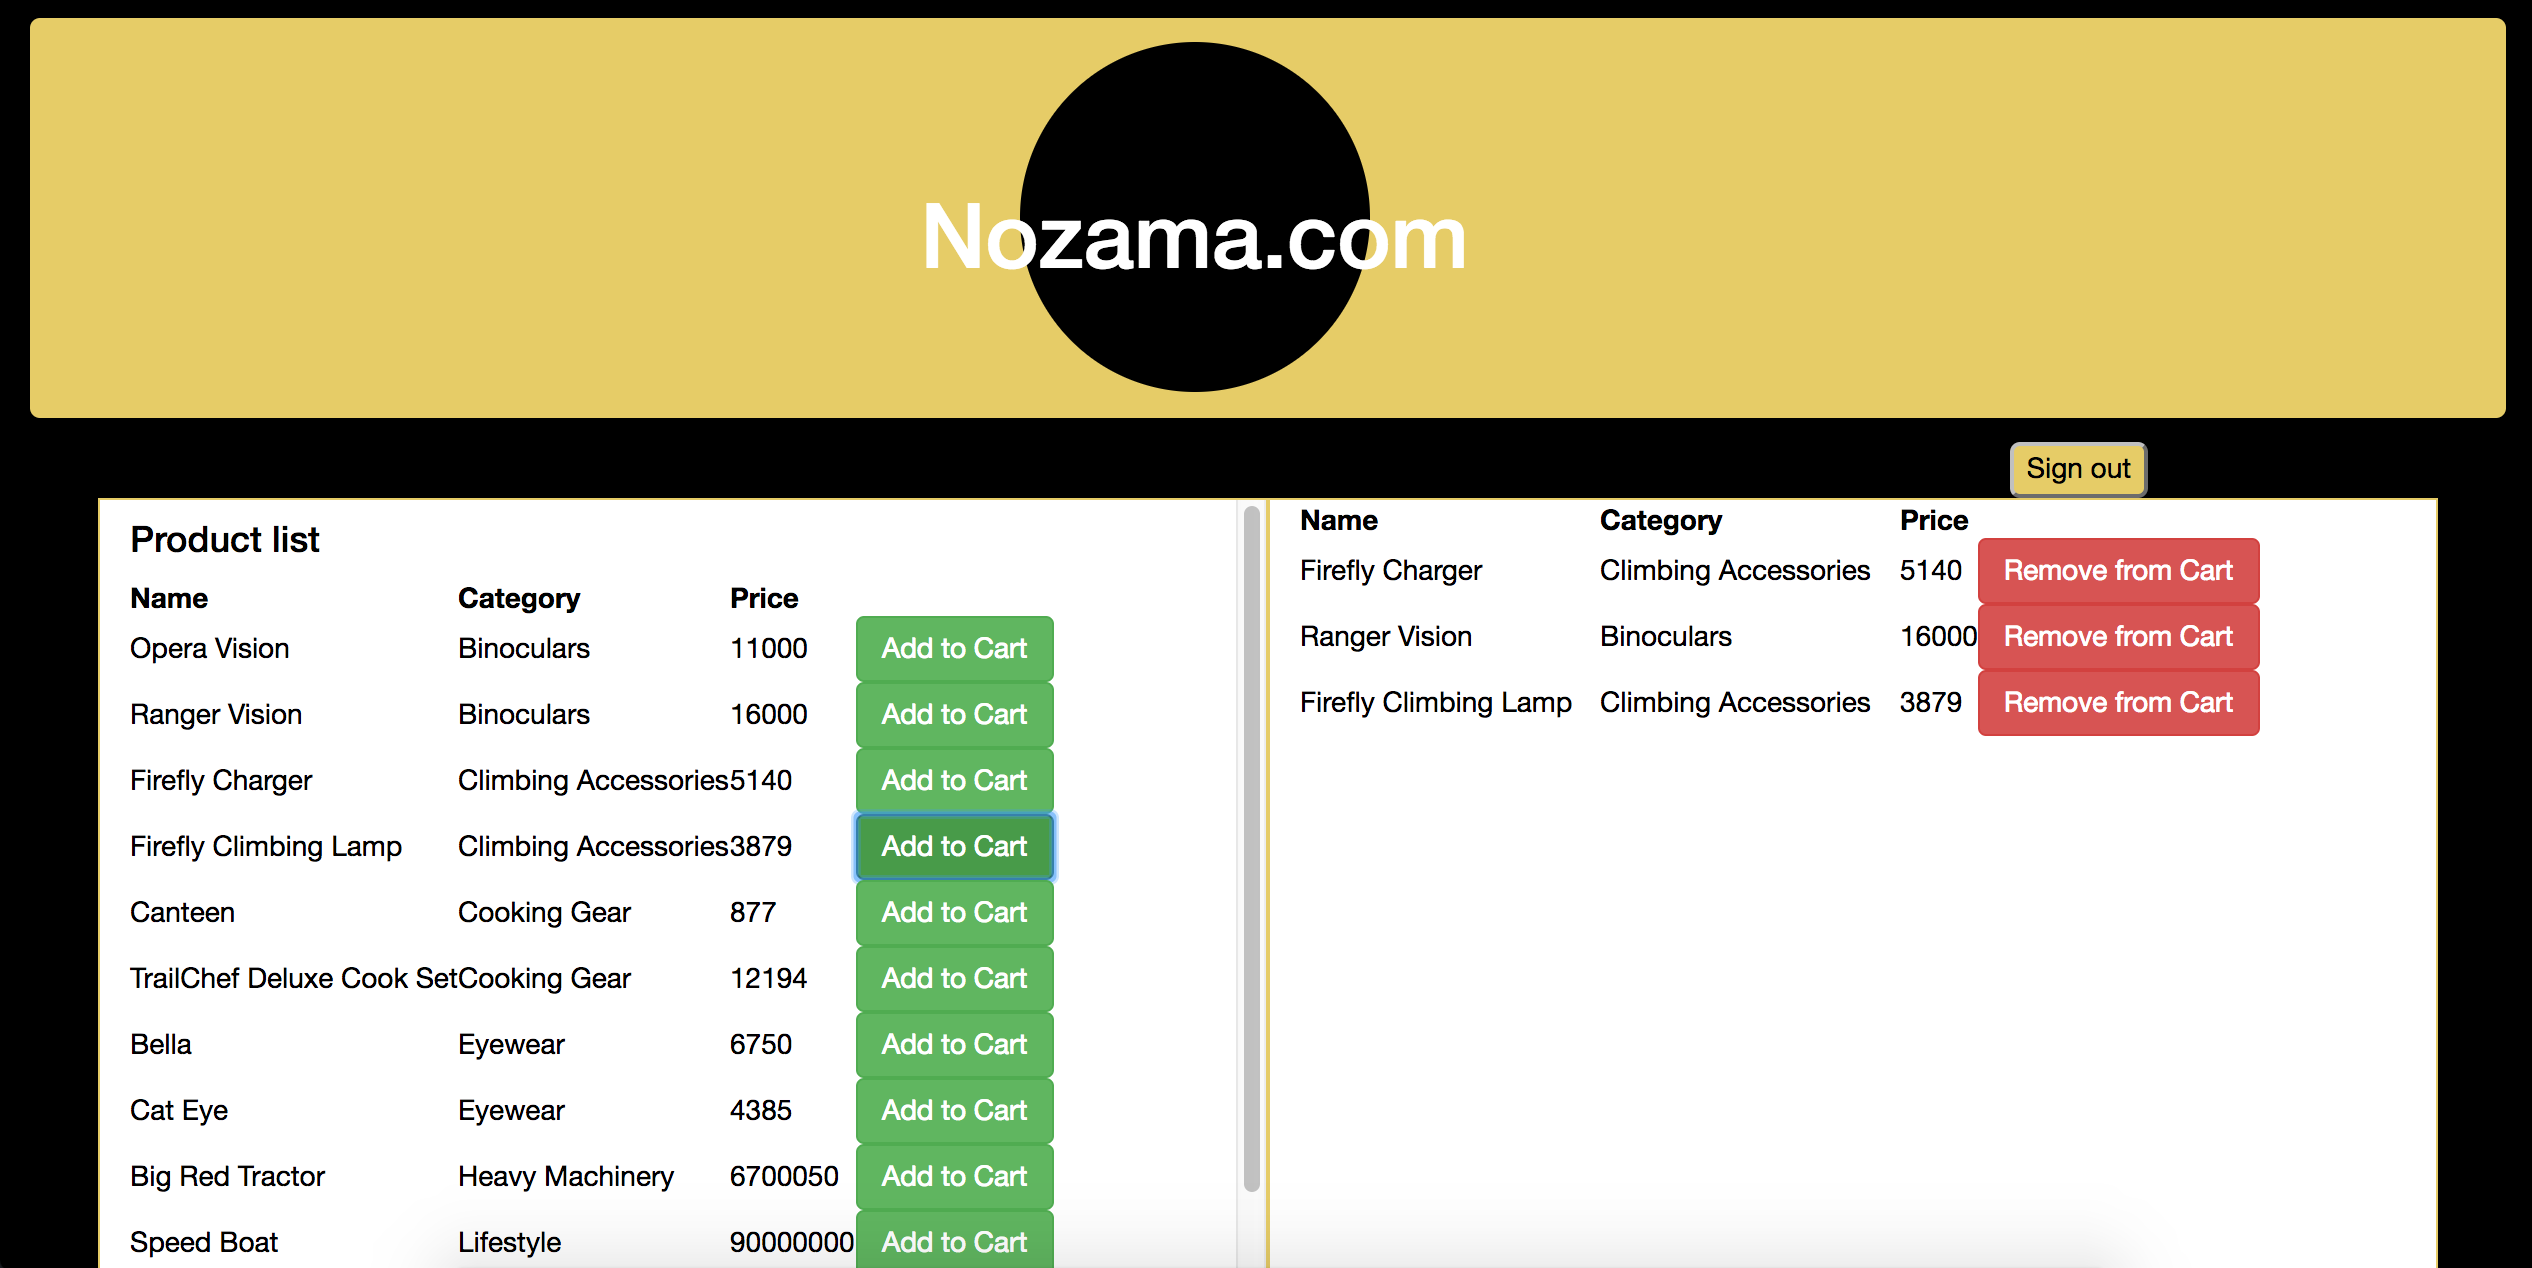 Nozama.com
Sign out
Product list
Name Category Price
Opera Vision Binoculars 11000 Add to Cart
Ranger Vision Binoculars 16000 Add to Cart
Firefly Charger Climbing Accessories 5140 Add to Cart
Firefly Climbing Lamp Climbing Accessories 3879 Add to Cart
Canteen Cooking Gear 877 Add to Cart
TrailChef Deluxe Cook Set Cooking Gear 12194 Add to Cart
Bella Eyewear 6750 Add to Cart
Cat Eye Eyewear 4385 Add to Cart
Big Red Tractor Heavy Machinery 6700050 Add to Cart
Speed Boat Lifestyle 90000000 Add to Cart
Name Category Price
Firefly Charger Climbing Accessories 5140 Remove from Cart
Ranger Vision Binoculars 16000 Remove from Cart
Firefly Climbing Lamp Climbing Accessories 3879 Remove from Cart